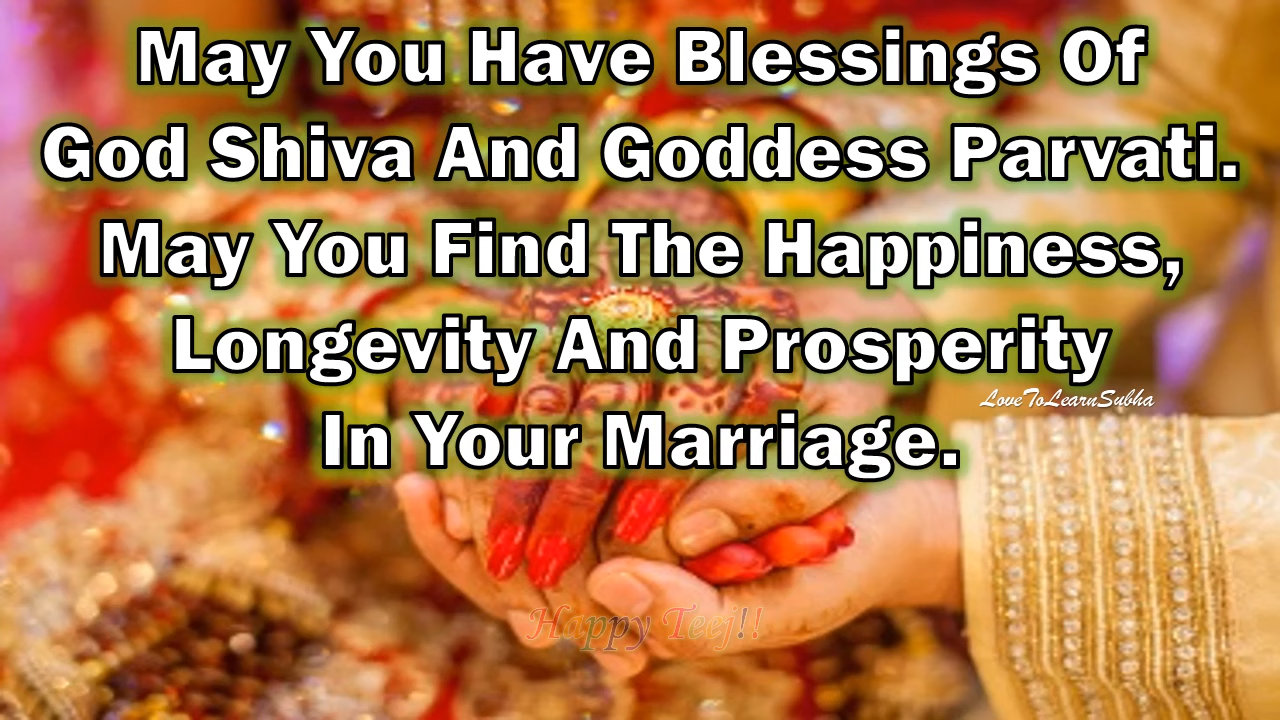 May You Have Blessings Of
God Shiva And Goddess Parvati.
May You Find The Happiness,
Longevity And Prosperity
LoveToLearnSubha
In Your Marriage.
Happy Teej!!